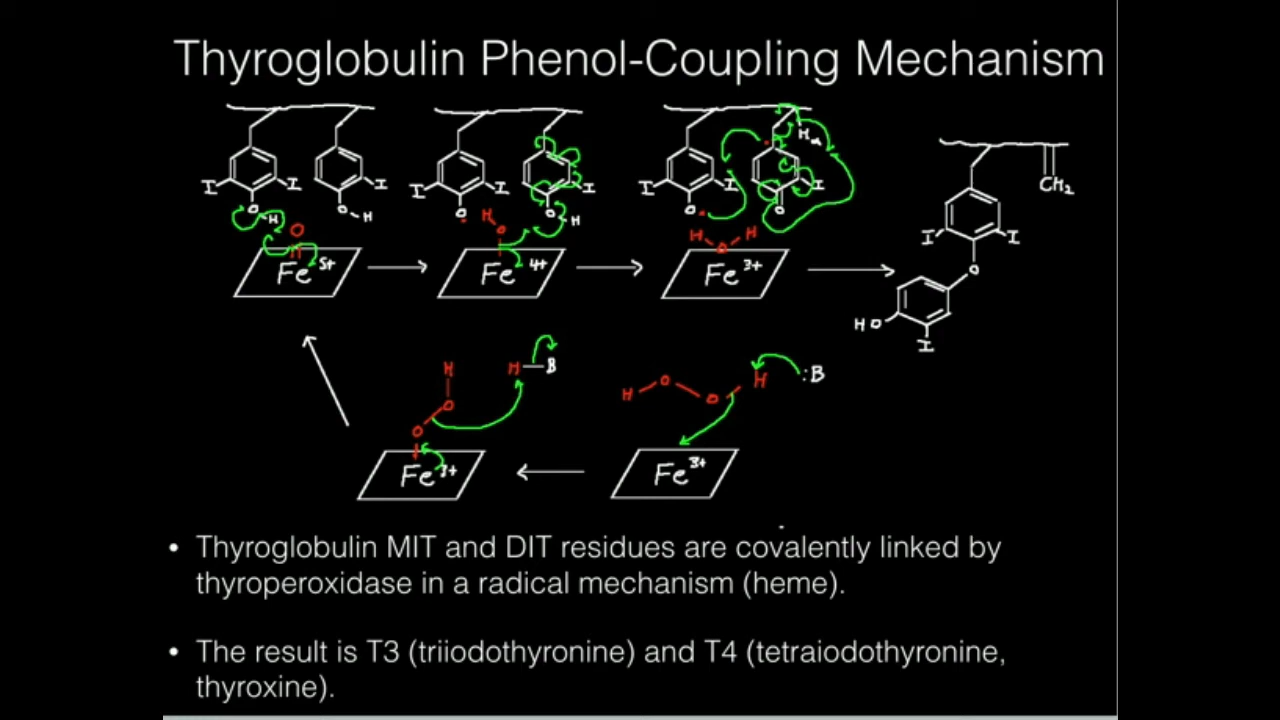 Thyroglobulin Phenol-Coupling Mechanism
I I O H O
I O H
Fe5+
I I O
H O
I O H
Fe4+
I I O
Hα
I O
H O H
Fe3+
CH2
I I
O
HO
I
H
O
O
H B
Fe3+
H O O H :B
Fe3+
• Thyroglobulin MIT and DIT residues are covalently linked by
thyroperoxidase in a radical mechanism (heme).
• The result is T3 (triiodothyronine) and T4 (tetraiodothyronine,
thyroxine).